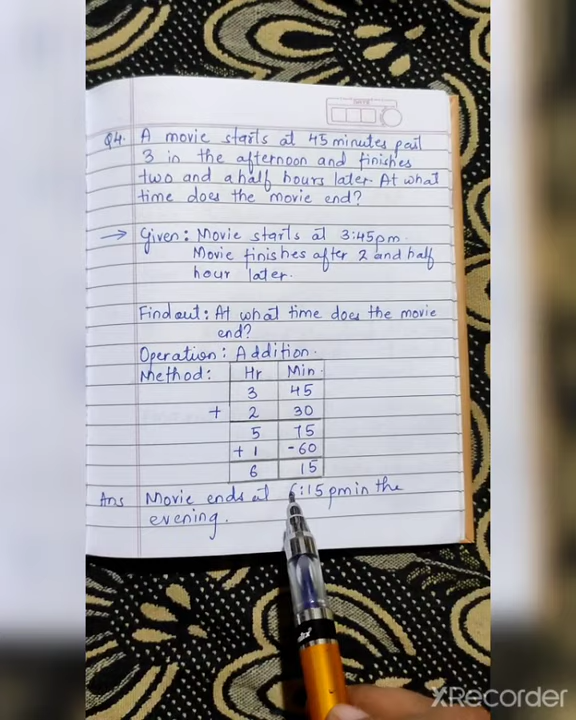 Q4. A movie starts at 45 minutes past
3 in the afternoon and finishes
two and a half hours later. At what
time does the movie end?
→ Given: Movie starts at 3:45pm.
Movie finishes after 2 and half
hour later.
Find out: At what time does the movie
end?
Operation: Addition.
Method: Hr Min.
3 45
+ 2 30
5 75
+ 1 -60
6 15
Ans Movie ends at 6:15 pm in the
evening.
XRecorder